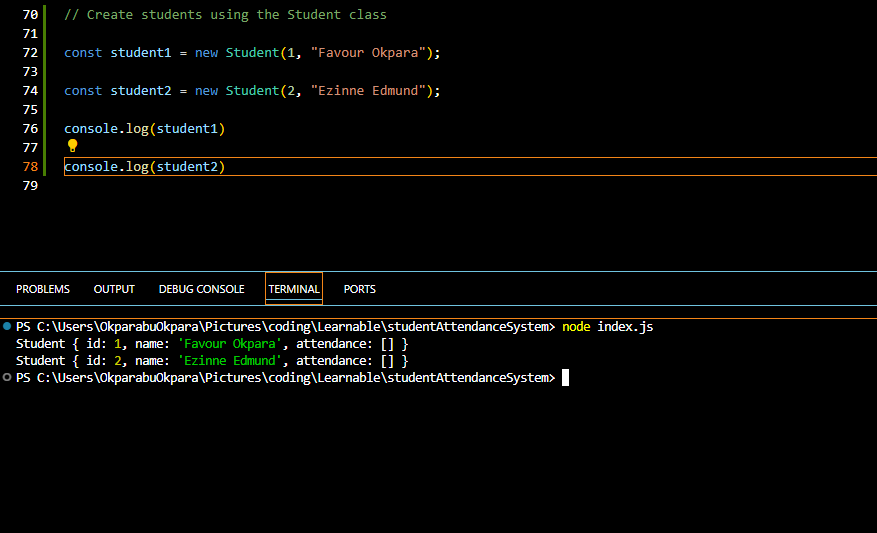 70 // Create students using the Student class
71
72 const student1 = new Student(1, "Favour Okpara");
73
74 const student2 = new Student(2, "Ezinne Edmund");
75
76 console.log(student1)
77
78 console.log(student2)
79
PROBLEMS OUTPUT DEBUG CONSOLE TERMINAL PORTS
PS C:\Users\OkparabuOkpara\Pictures\coding\Learnable\studentAttendanceSystem> node index.js
Student { id: 1, name: 'Favour Okpara', attendance: [] }
Student { id: 2, name: 'Ezinne Edmund', attendance: [] }
PS C:\Users\OkparabuOkpara\Pictures\coding\Learnable\studentAttendanceSystem>